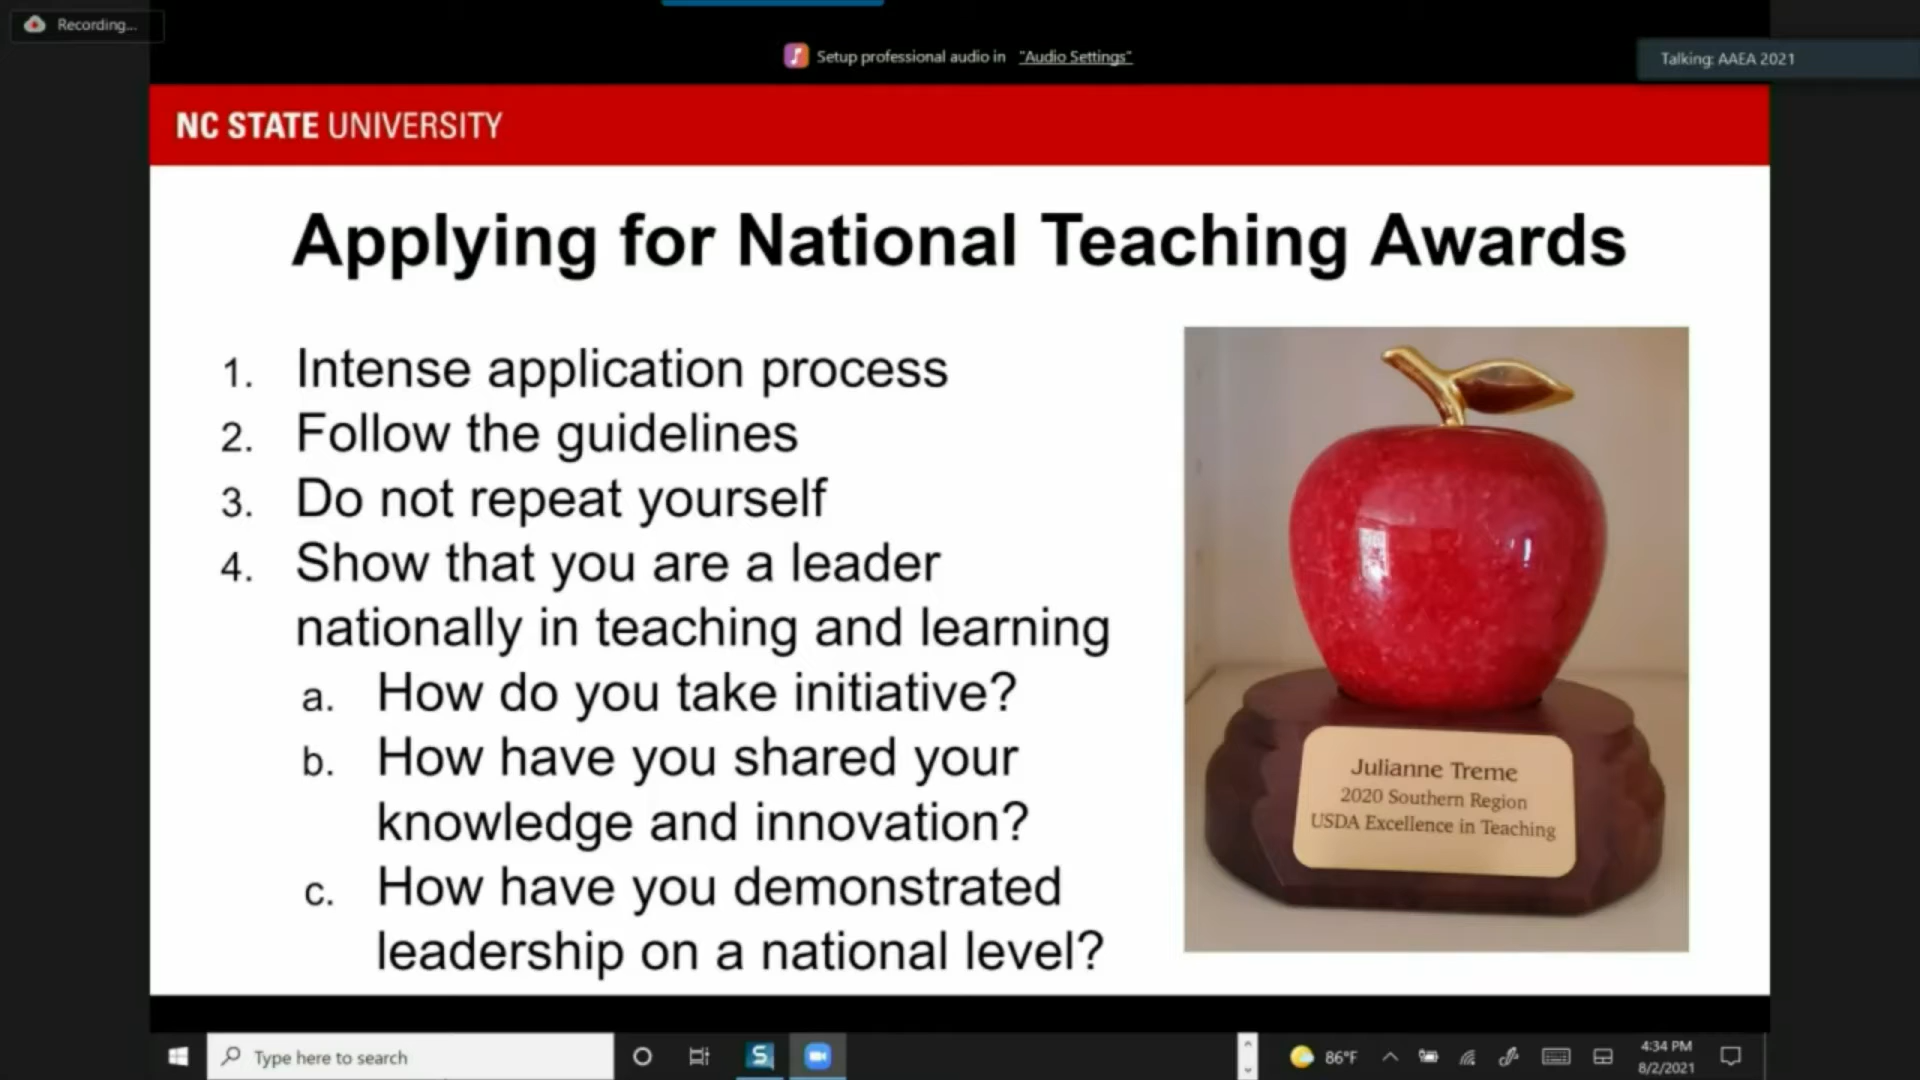 Recording...
Setup professional audio in "Audio Settings"
Talking: AAEA 2021
NC STATE UNIVERSITY
Applying for National Teaching Awards
1. Intense application process
2. Follow the guidelines
3. Do not repeat yourself
4. Show that you are a leader
nationally in teaching and learning
a. How do you take initiative?
b. How have you shared your
knowledge and innovation?
c. How have you demonstrated
leadership on a national level?
Julianne Treme
2020 Southern Region
USDA Excellence in Teaching
Type here to search
S
86°F
4:34 PM
8/2/2021